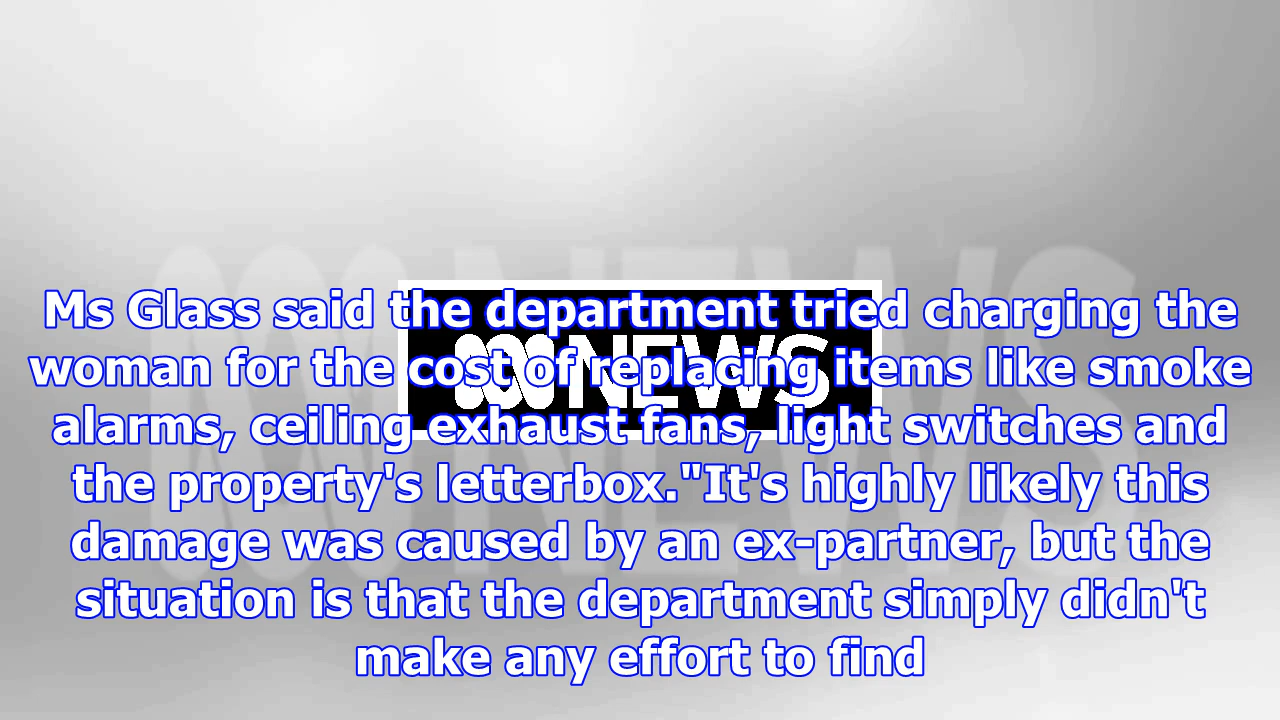 NEWS
Ms Glass said the department tried charging the
woman for the cost of replacing items like smoke
NEWS
alarms, ceiling exhaust fans, light switches and
the property's letterbox."It's highly likely this
damage was caused by an ex-partner, but the
situation is that the department simply didn't
make any effort to find